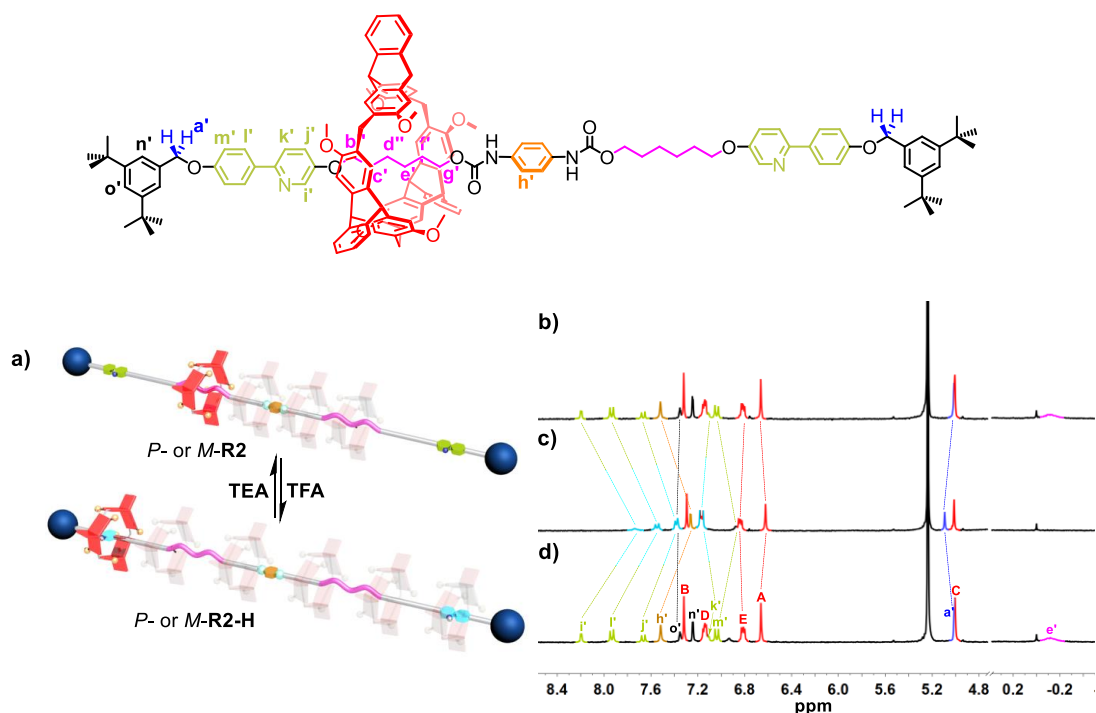 H
H
a'
n'
m'
l'
k'
j'
O
b'
d''
f'
O
H
N
H
N
O
O
O
N
O
H
H
o'
O
N
i'
c'
e'
g'
O
h'
O
O
a)
P- or M-R2
TEA
TFA
P- or M-R2-H
b)
c)
d)
i'
l'
j'
h'
o'
B
n'
D
k'
m'
E
A
a'
C
e'
8.4 8.0 7.6 7.2 6.8 6.4 6.0 5.6 5.2 4.8 0.2 -0.2
ppm